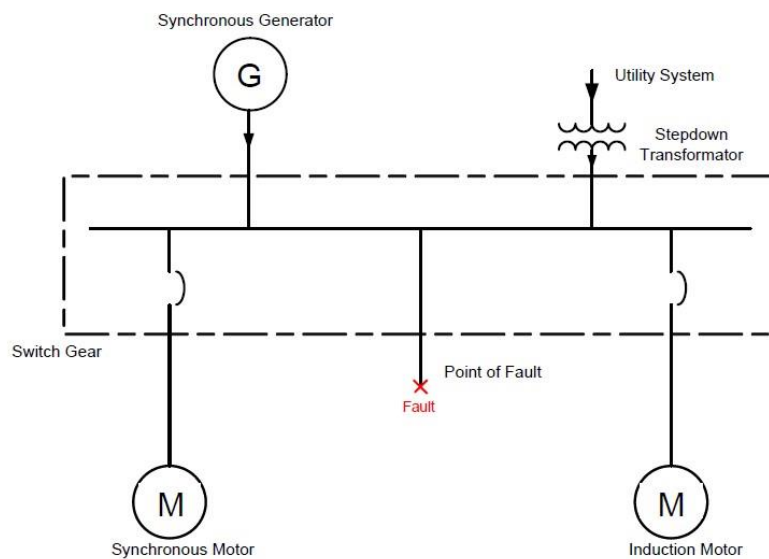 Synchronous Generator
G
Utility System
Stepdown
Transformator
Switch Gear
Point of Fault
Fault
M
M
Synchronous Motor
Induction Motor